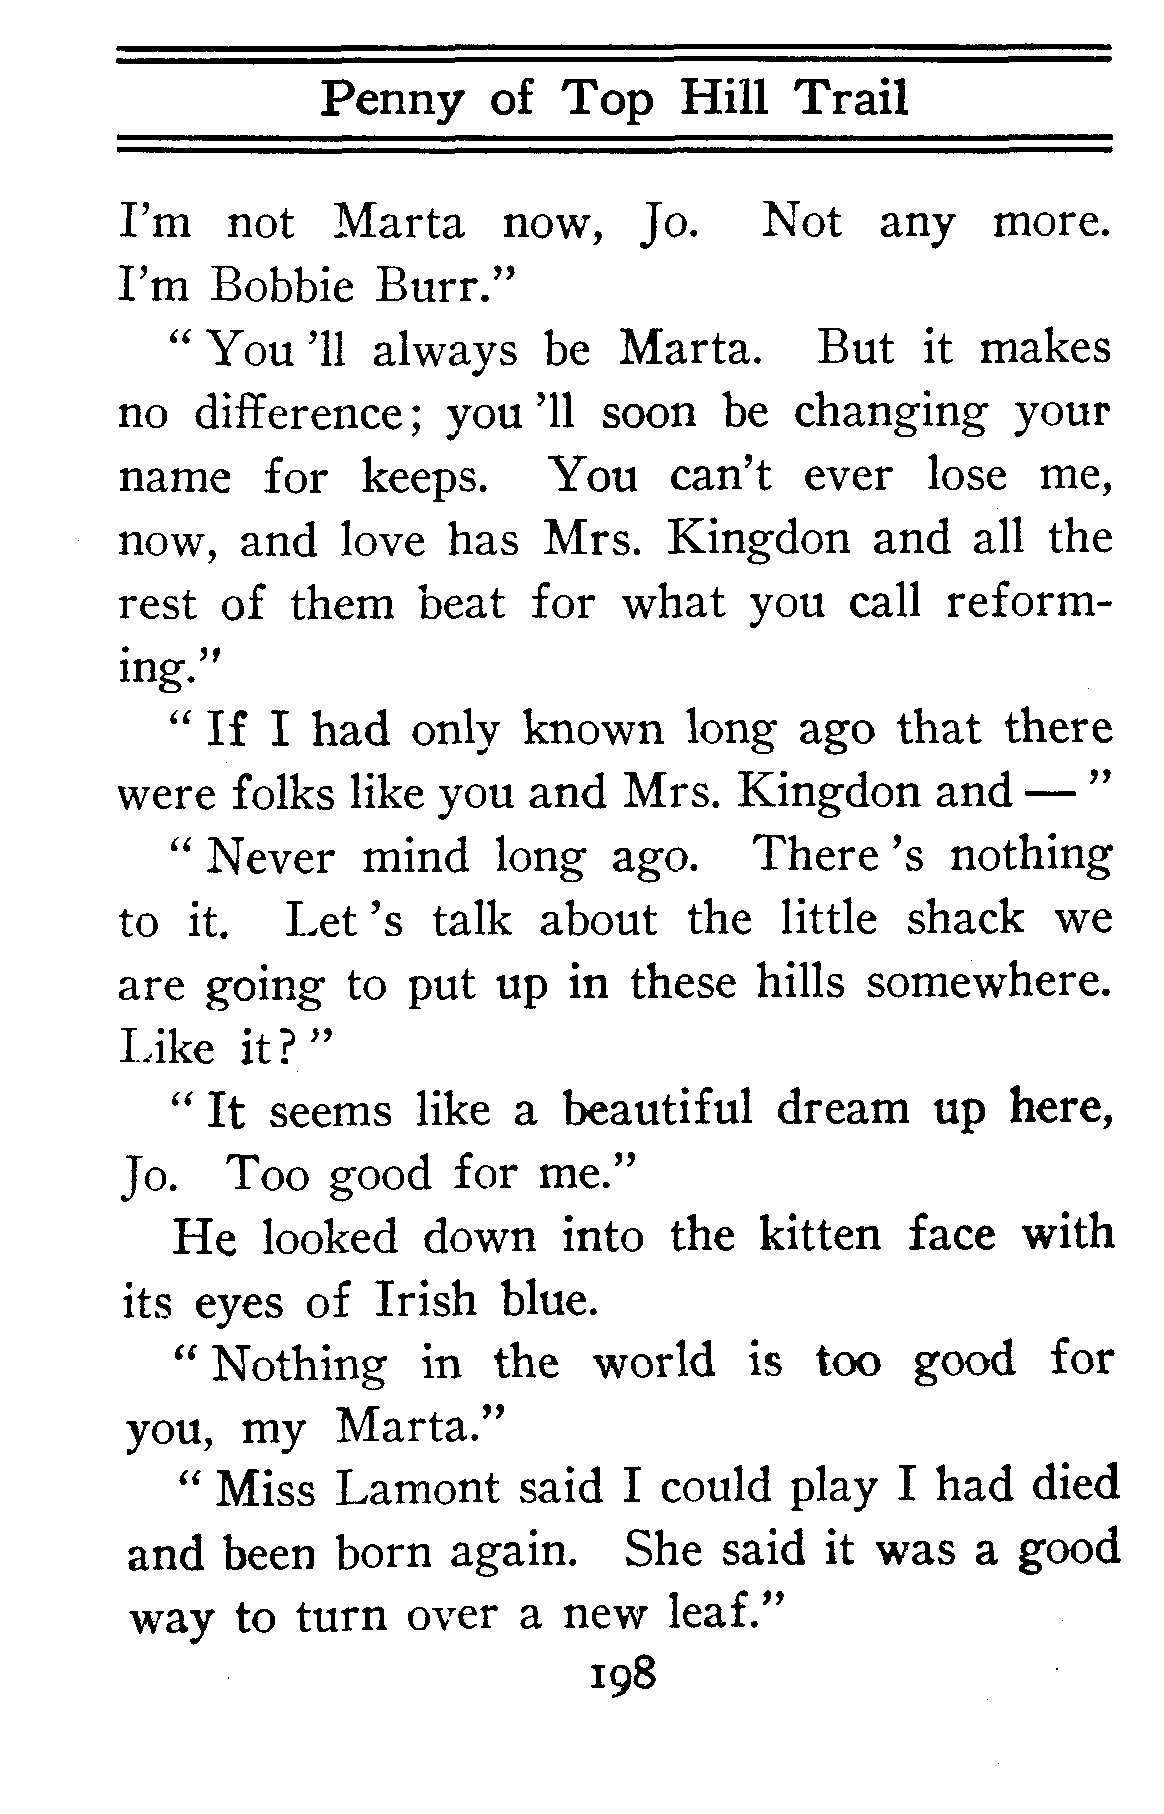 Penny of Top Hill Trail
I'm not Marta now, Jo. Not any more.
I'm Bobbie Burr."
"You'll always be Marta. But it makes
no difference; you'll soon be changing your
name for keeps. You can't ever lose me,
now, and love has Mrs. Kingdon and all the
rest of them beat for what you call reform-
ing."
"If I had only known long ago that there
were folks like you and Mrs. Kingdon and — "
"Never mind long ago. There's nothing
to it. Let's talk about the little shack we
are going to put up in these hills somewhere.
Like it?"
"It seems like a beautiful dream up here,
Jo. Too good for me."
He looked down into the kitten face with
its eyes of Irish blue.
"Nothing in the world is too good for
you, my Marta."
"Miss Lamont said I could play I had died
and been born again. She said it was a good
way to turn over a new leaf."
198